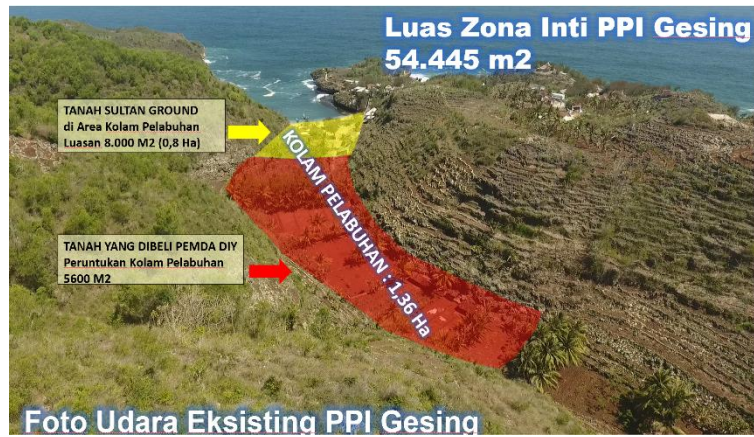 Luas Zona Inti PPI Gesing
54.445 m2
TANAH SULTAN GROUND
di Area Kolam Pelabuhan
Luasan 8.000 M2 (0,8 Ha)
KOLAM PELABUHAN : 1,36 Ha
TANAH YANG DIBELI PEMDA DIY
Peruntukan Kolam Pelabuhan
5600 M2
Foto Udara Eksisting PPI Gesing